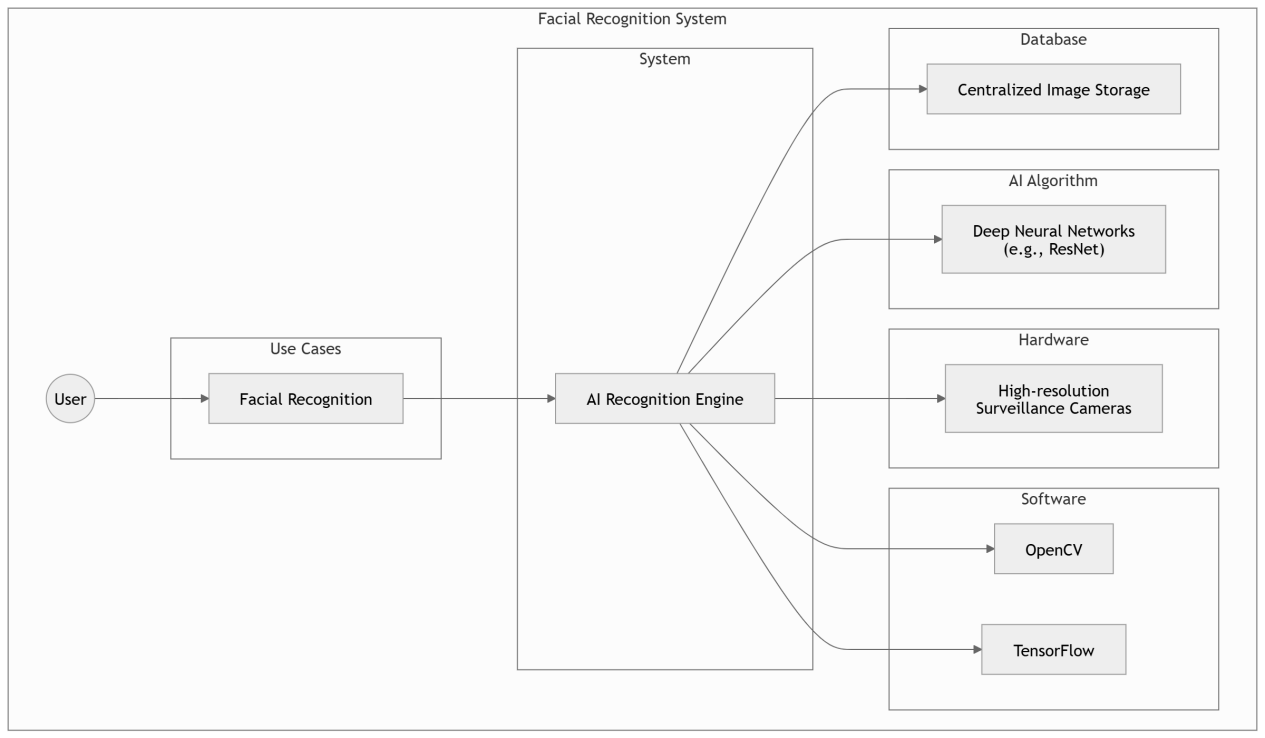 Facial Recognition System
System
Database
Centralized Image Storage
AI Algorithm
Deep Neural Networks
(e.g., ResNet)
Use Cases
User
Facial Recognition
AI Recognition Engine
Hardware
High-resolution
Surveillance Cameras
Software
OpenCV
TensorFlow